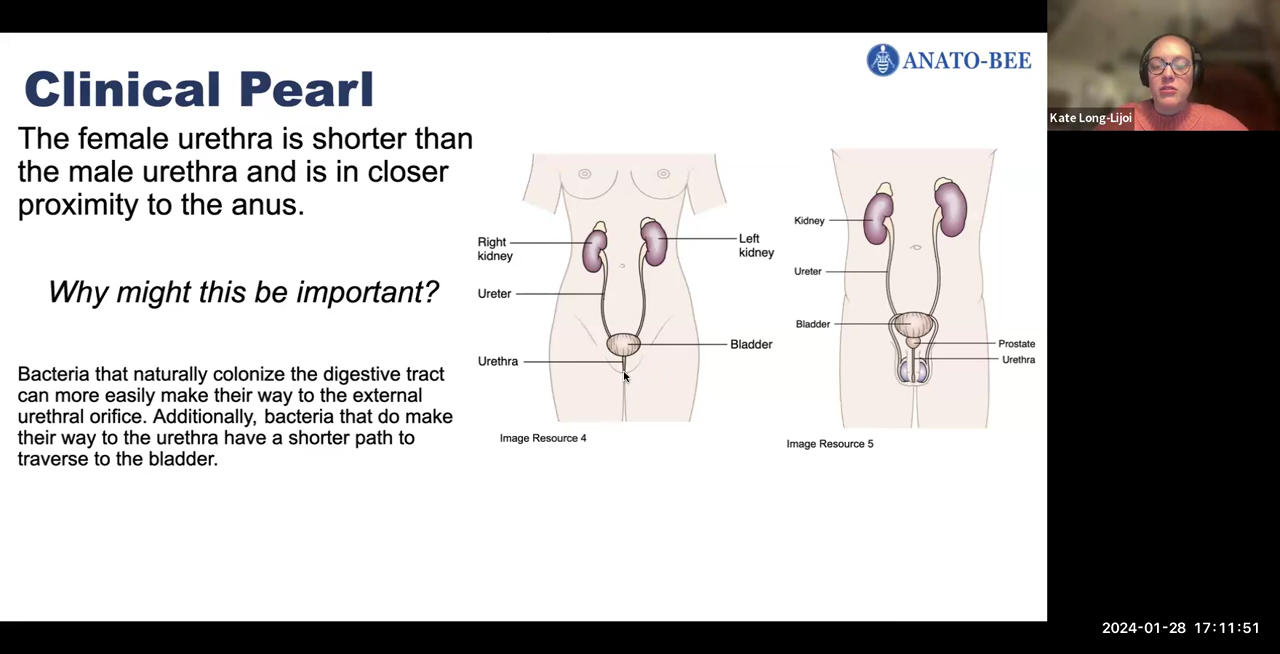 ANATO-BEE
Clinical Pearl
The female urethra is shorter than
the male urethra and is in closer
proximity to the anus.
Why might this be important?
Bacteria that naturally colonize the digestive tract
can more easily make their way to the external
urethral orifice. Additionally, bacteria that do make
their way to the urethra have a shorter path to
traverse to the bladder.
Right
kidney
Left
kidney
Ureter
Bladder
Urethra
Image Resource 4
Kidney
Ureter
Bladder
Prostate
Urethra
Image Resource 5
Kate Long-Lijoi
2024-01-28 17:11:51